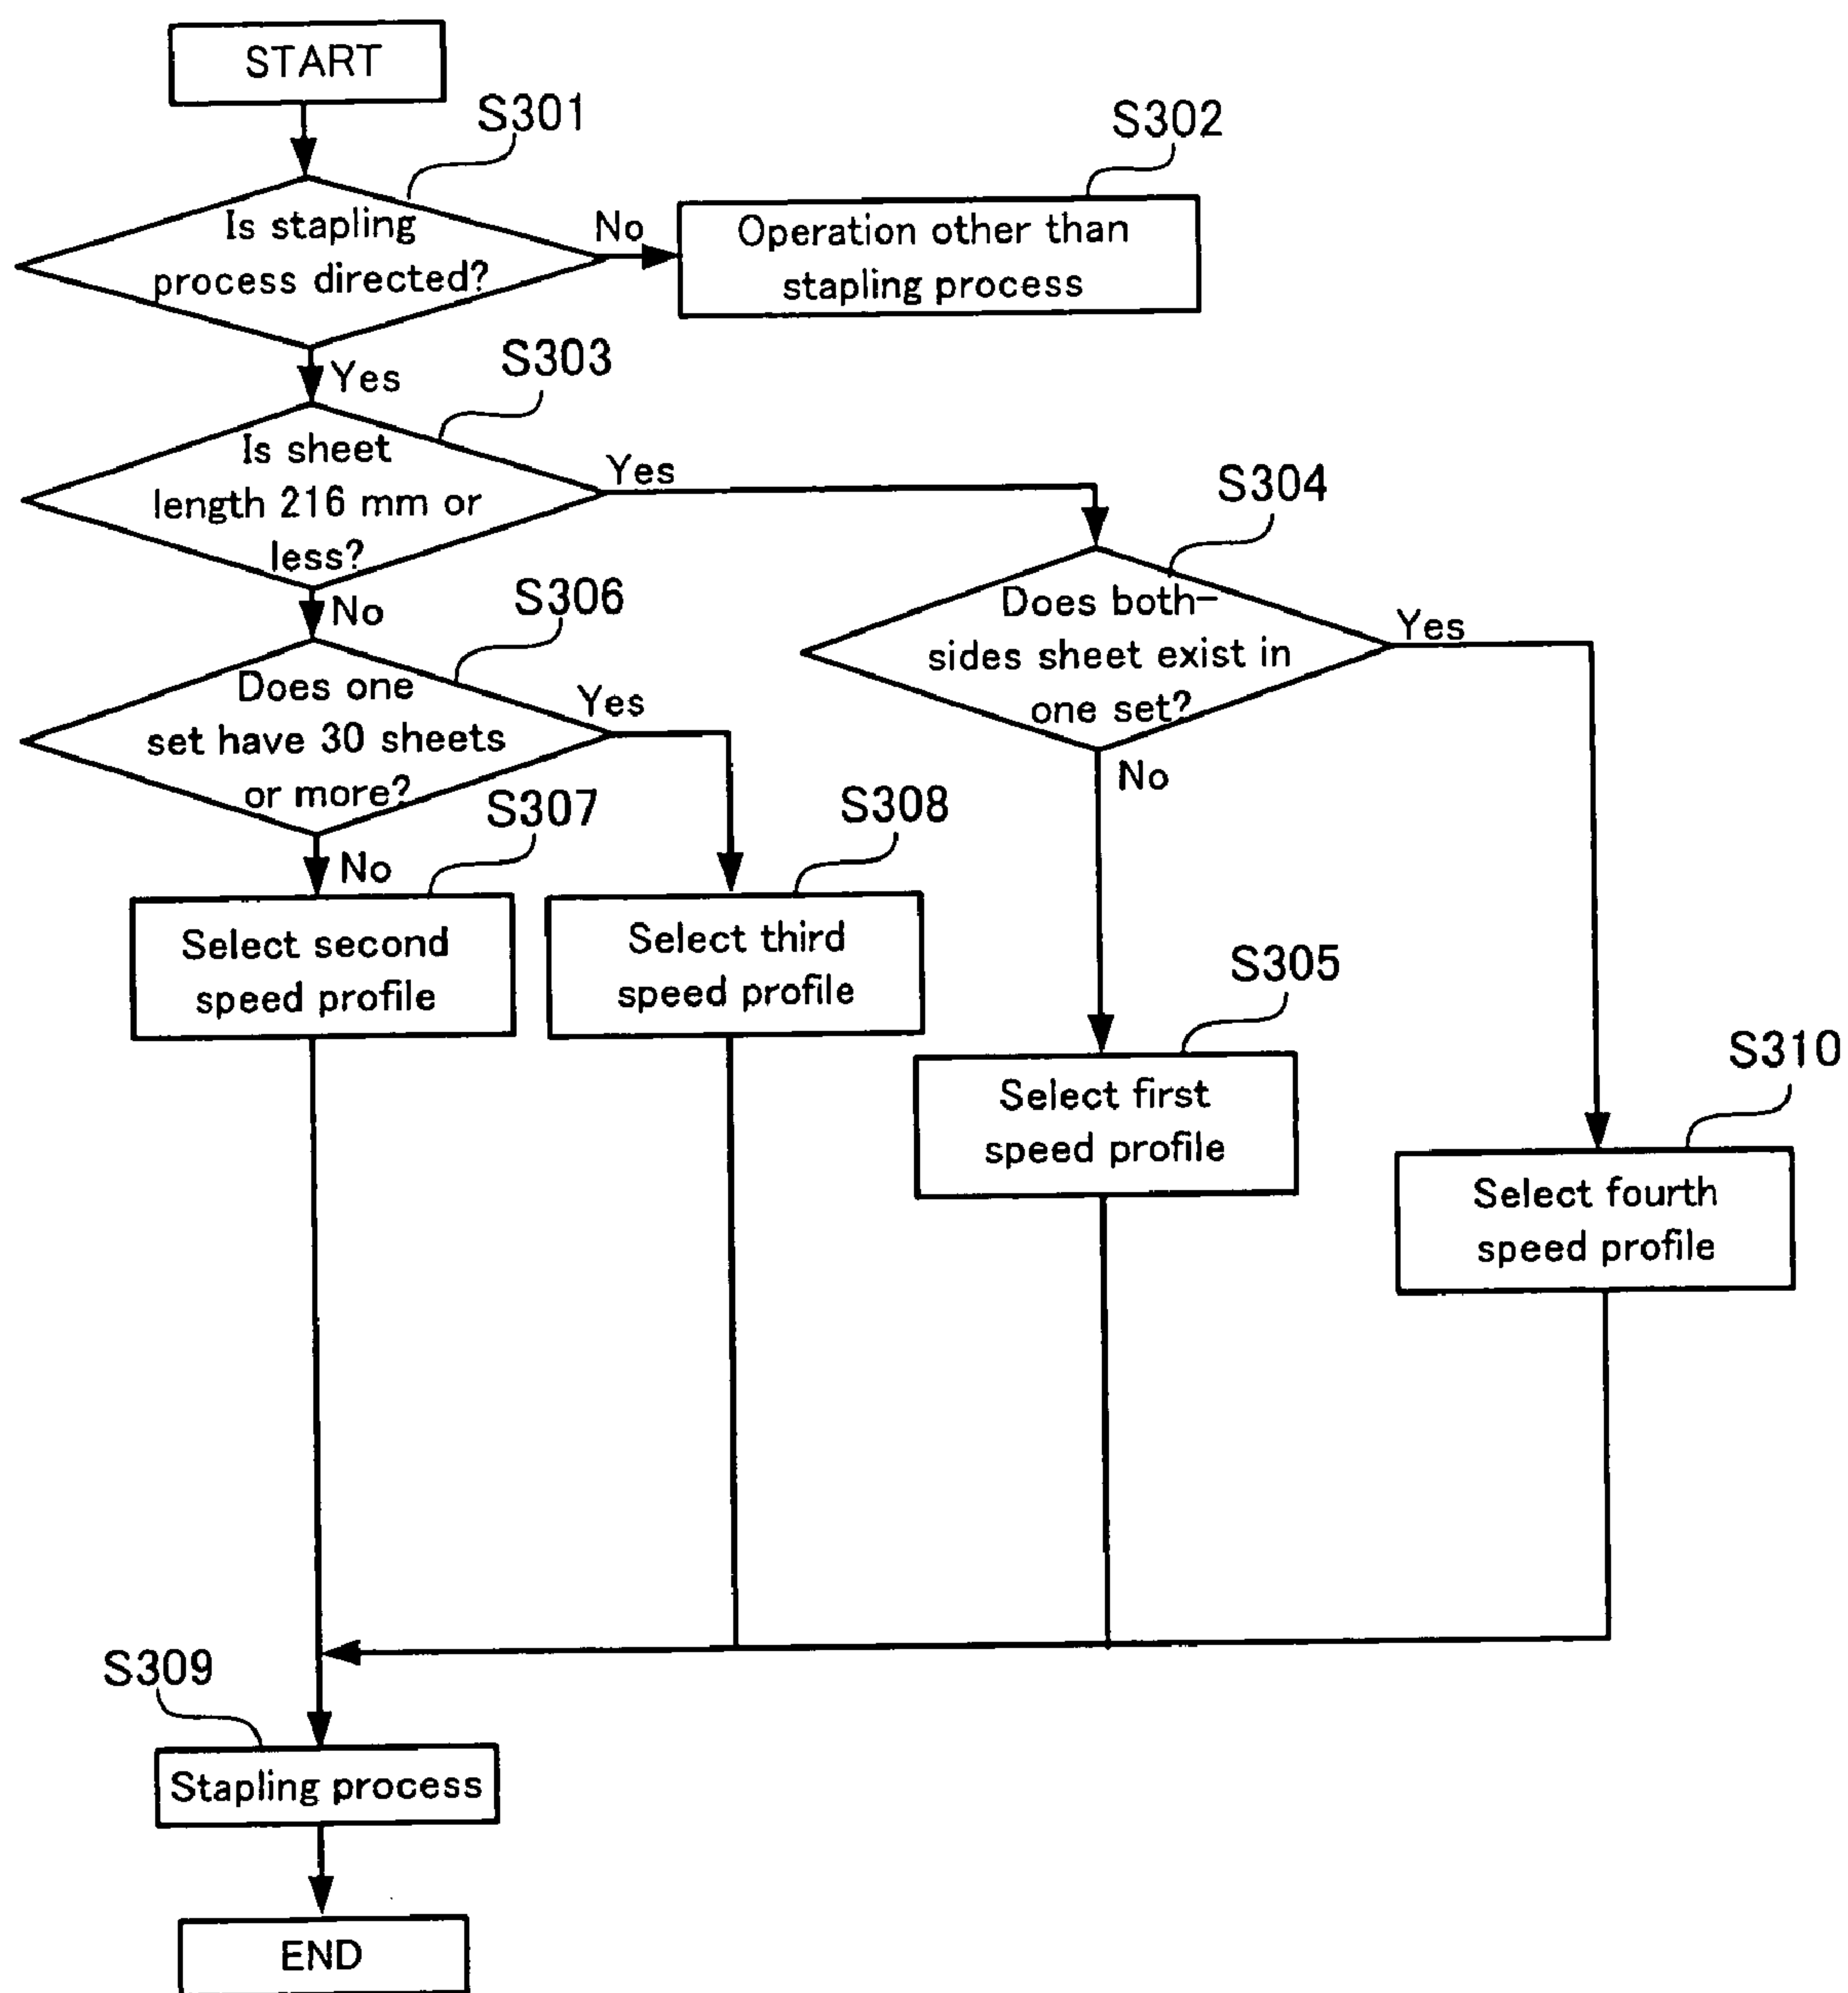 START
S301
S302
Is stapling
process directed?
No
Operation other than
stapling process
Yes
S303
Is sheet
length 216 mm or
less?
Yes
S304
No
S306
Does both-
sides sheet exist in
one set?
Yes
Does one
set have 30 sheets
or more?
Yes
No
S307
S308
No
Select second
speed profile
Select third
speed profile
S305
Select first
speed profile
S310
Select fourth
speed profile
S309
Stapling process
END